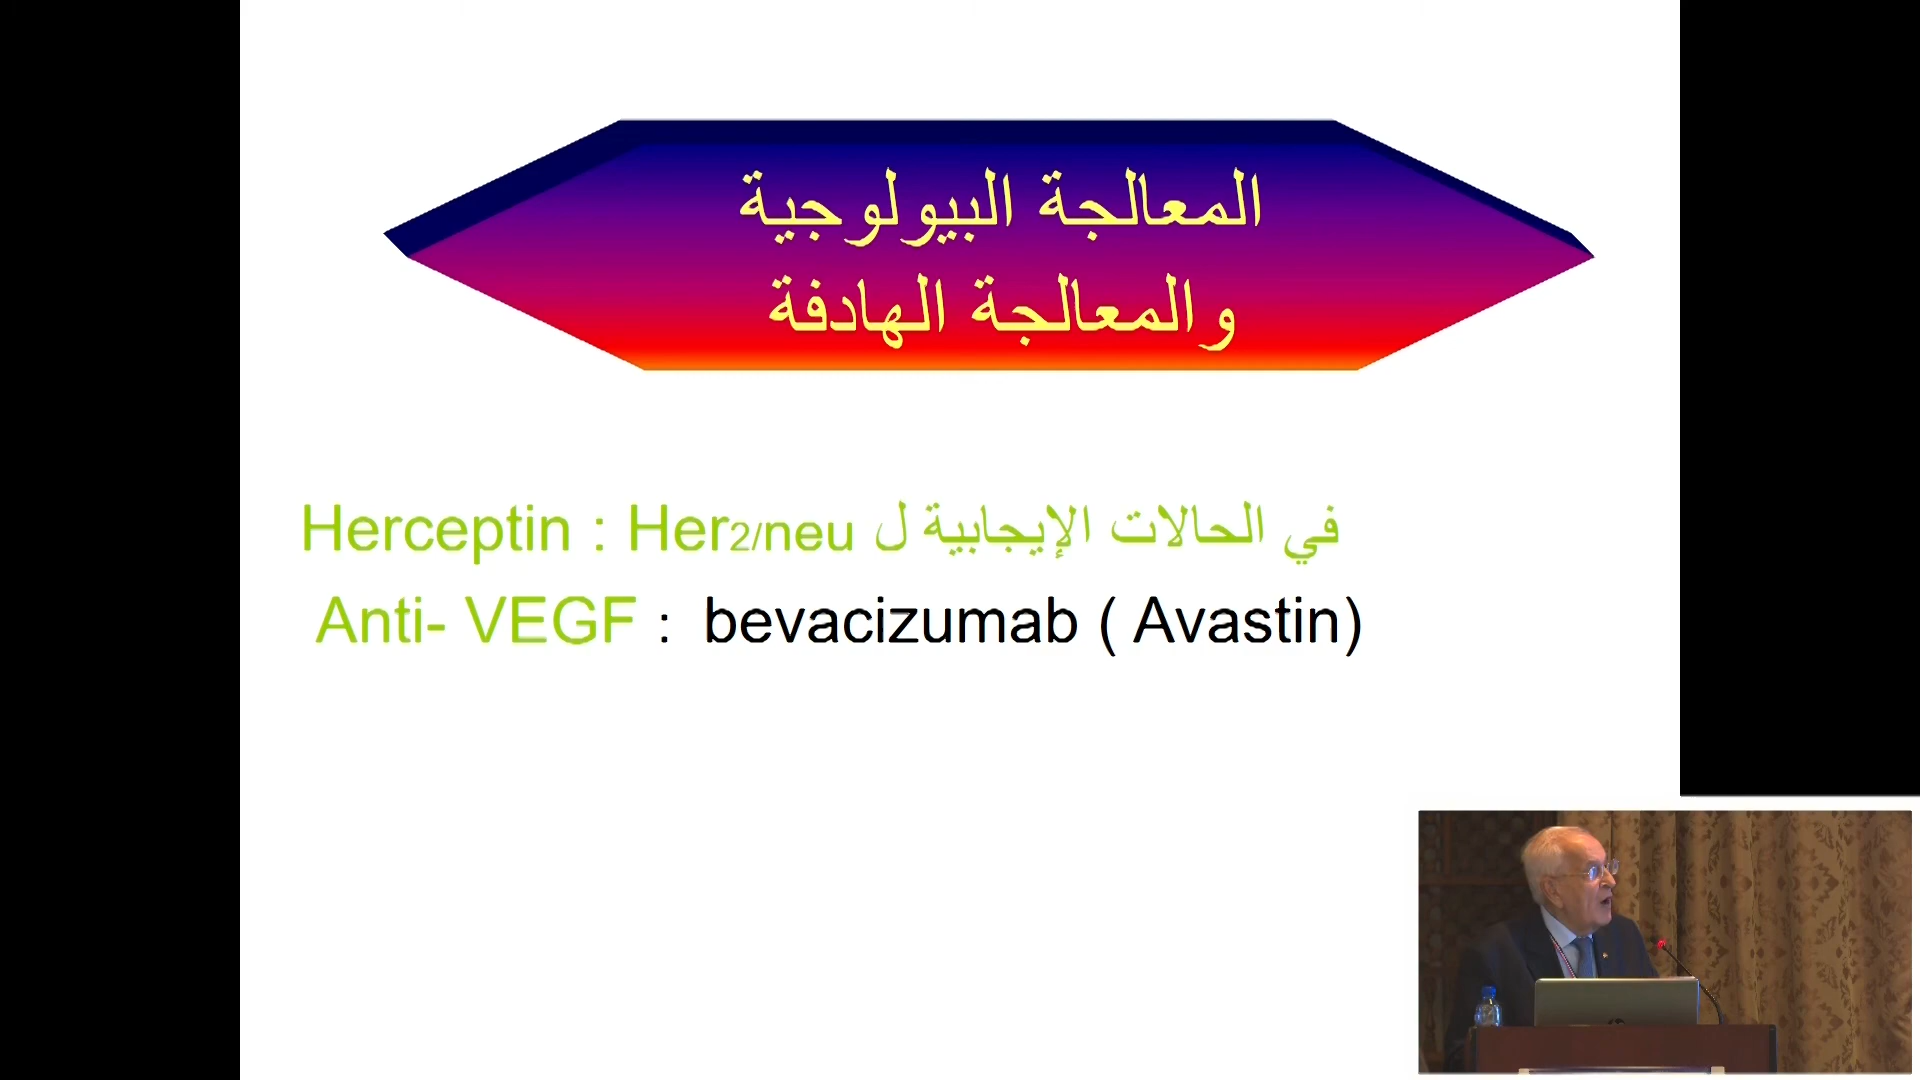 المعالجة البيولوجية
والمعالجة الهادفة
Herceptin : Her2/neu في الحالات الإيجابية ل
Anti- VEGF : bevacizumab ( Avastin)